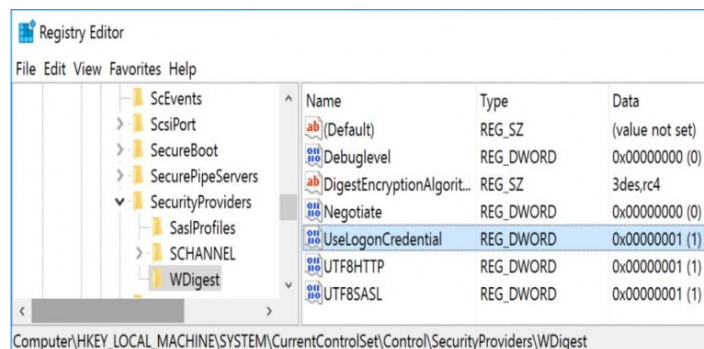 Registry Editor
File Edit View Favorites Help
ScEvents
ScsiPort
SecureBoot
SecurePipeServers
SecurityProviders
SaslProfiles
SCHANNEL
WDigest
Name Type Data
(Default) REG_SZ (value not set)
Debuglevel REG_DWORD 0x00000000 (0)
DigestEncryptionAlgorit... REG_SZ 3des,rc4
Negotiate REG_DWORD 0x00000000 (0)
UseLogonCredential REG_DWORD 0x00000001 (1)
UTF8HTTP REG_DWORD 0x00000001 (1)
UTF8SASL REG_DWORD 0x00000001 (1)
Computer\HKEY_LOCAL_MACHINE\SYSTEM\CurrentControlSet\Control\SecurityProviders\WDigest